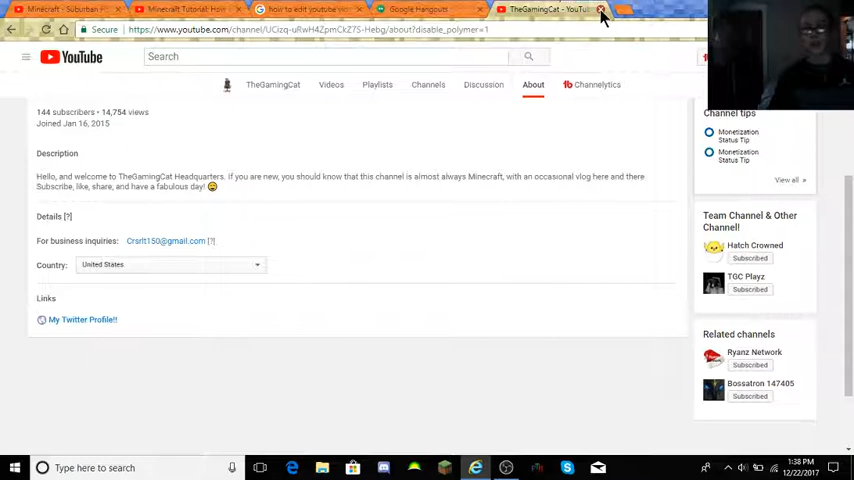 Minecraft - Suburban H
Minecraft Tutorial: How
how to edit youtube w
Google Hangouts
TheGamingCat - YouTu
Secure
https://www.youtube.com/channel/UCizq-uRwH4ZpmCkZ7S-Hebg/about?disable_polymer=1
YouTube
Search
TheGamingCat
Videos
Playlists
Channels
Discussion
About
Channelytics
144 subscribers • 14,754 views
Joined Jan 16, 2015
Description
Hello, and welcome to TheGamingCat Headquarters. If you are new, you should know that this channel is almost always Minecraft, with an occasional vlog here and there.
Subscribe, like, share, and have a fabulous day! 😩
Details [?]
For business inquiries: Crsrlt150@gmail.com [?]
Country: United States
Links
My Twitter Profile!!
Channel tips
Monetization
Status Tip
Monetization
Status Tip
View all »
Team Channel & Other
Channel!
Hatch Crowned
Subscribed
TGC Playz
Subscribed
Related channels
Ryanz Network
Subscribed
Bossatron 147405
Subscribed
Type here to search
1:38 PM
12/22/2017